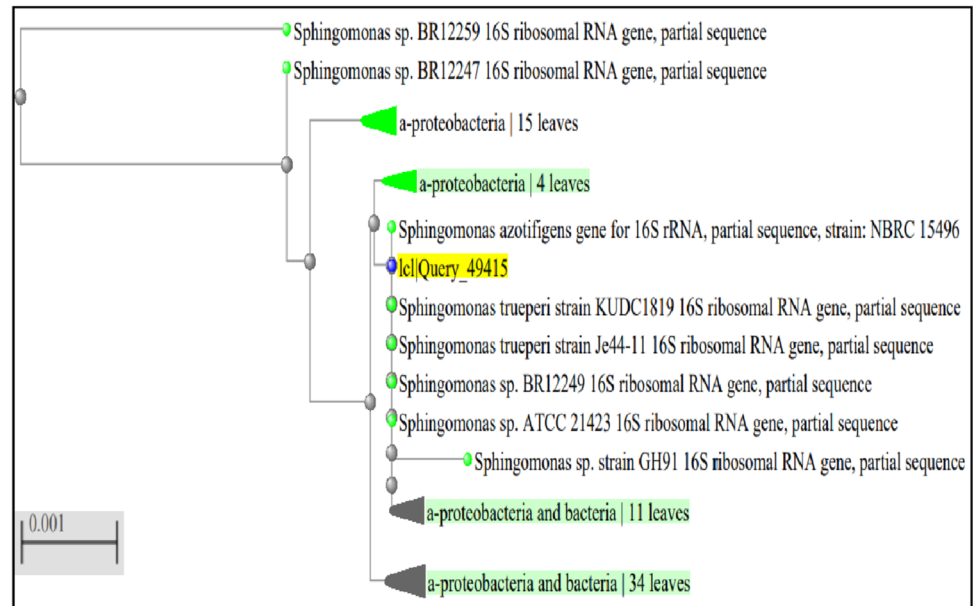 Sphingomonas sp. BR12259 16S ribosomal RNA gene, partial sequence
Sphingomonas sp. BR12247 16S ribosomal RNA gene, partial sequence
a-proteobacteria | 15 leaves
a-proteobacteria | 4 leaves
Sphingomonas azotifigens gene for 16S rRNA, partial sequence, strain: NBRC 15496
lcl|Query_49415
Sphingomonas trueperi strain KUDC1819 16S ribosomal RNA gene, partial sequence
Sphingomonas trueperi strain Je44-11 16S ribosomal RNA gene, partial sequence
Sphingomonas sp. BR12249 16S ribosomal RNA gene, partial sequence
Sphingomonas sp. ATCC 21423 16S ribosomal RNA gene, partial sequence
Sphingomonas sp. strain GH91 16S ribosomal RNA gene, partial sequence
a-proteobacteria and bacteria | 11 leaves
0.001
a-proteobacteria and bacteria | 34 leaves